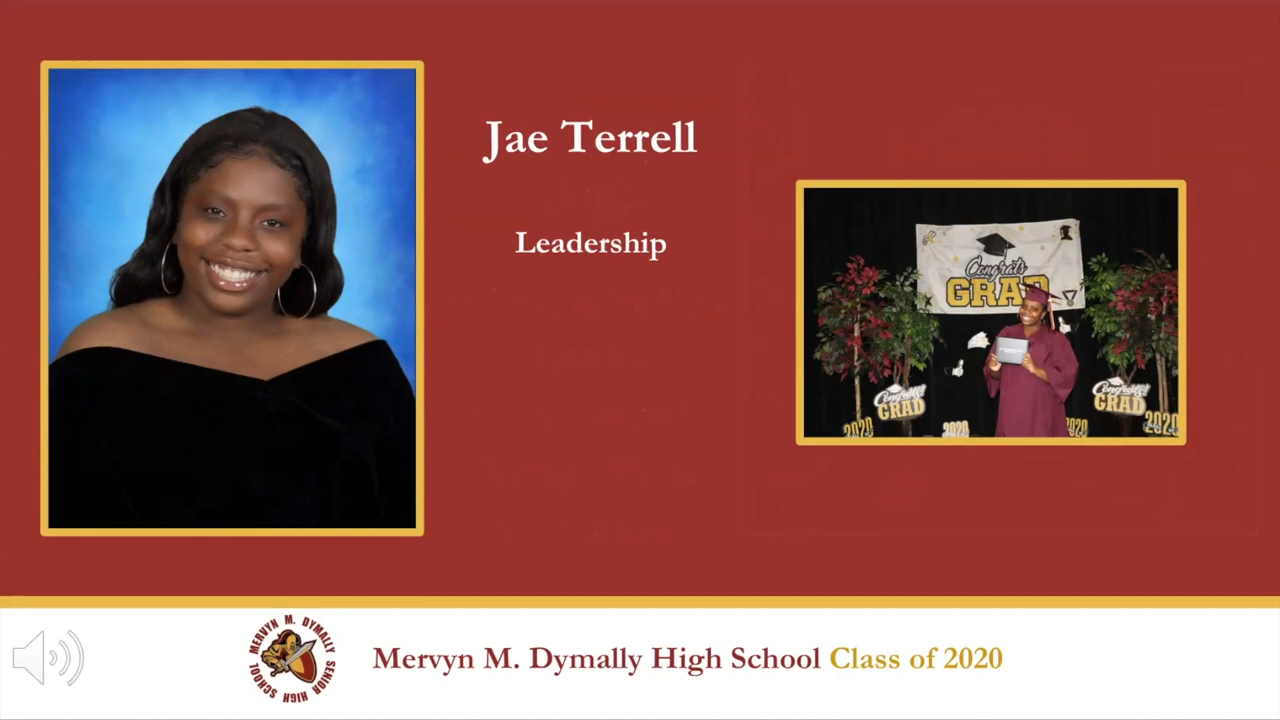 Jae Terrell
Leadership
Congrats
GRAD
Congrats!
GRAD
Congrats!
GRAD
2020
2020
2020
2020
MERVYN M. DYMALLY SENIOR HIGH SCHOOL
Mervyn M. Dymally High School Class of 2020